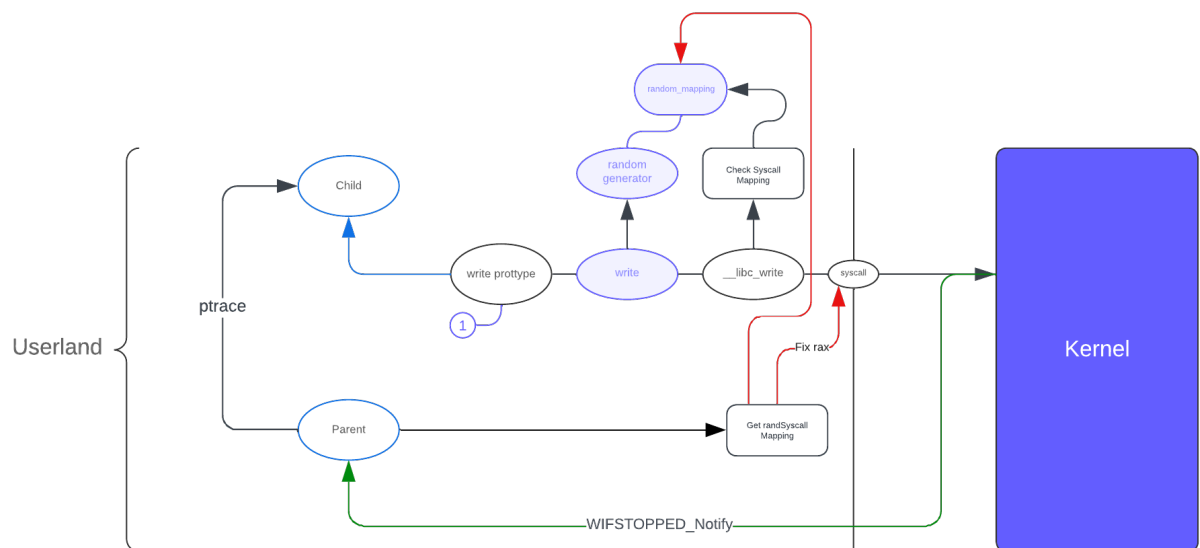 random_mapping
random
generator
Check Syscall
Mapping
Child
write prottype
write
__libc_write
syscall
ptrace
1
Userland
Fix rax
Kernel
Parent
Get randSyscall
Mapping
WIFSTOPPED_Notify